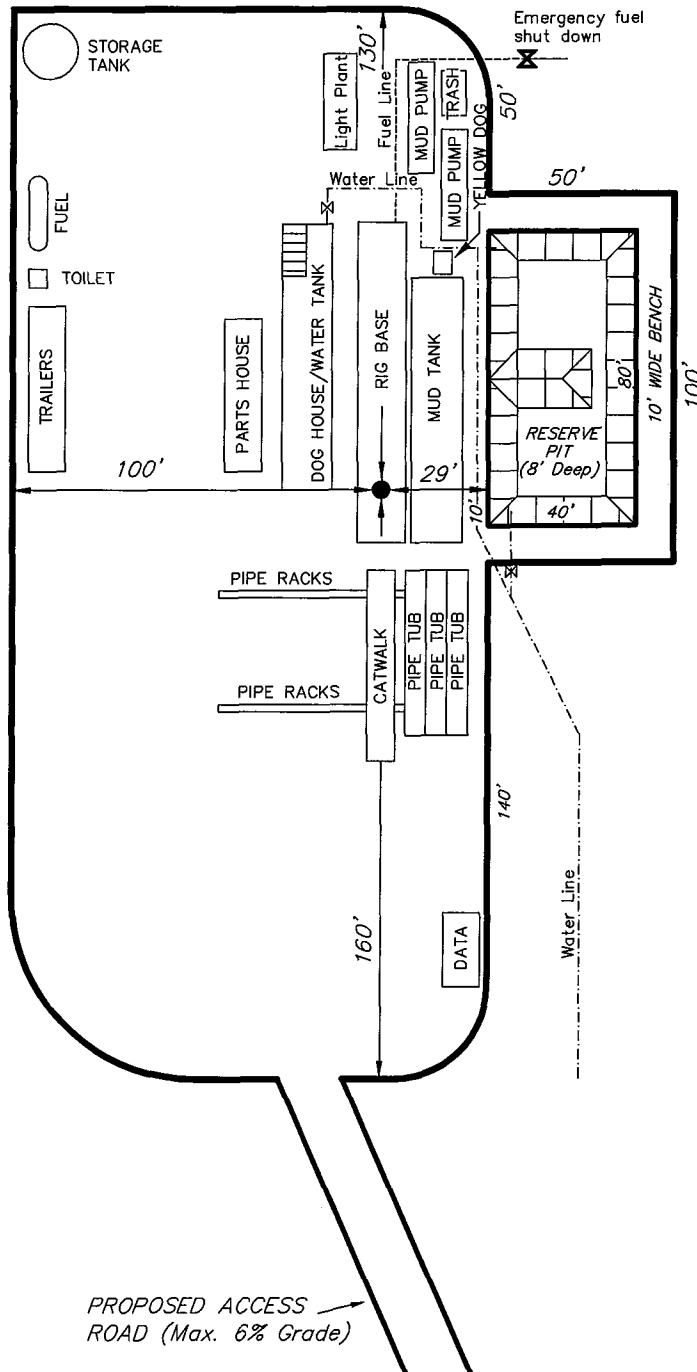 Emergency fuel
shut down
STORAGE
TANK
130'
Light Plant
Fuel Line
MUD PUMP
TRASH
50'
MUD PUMP
YELLOW DOG
Water Line
50'
FUEL
TOILET
TRAILERS
PARTS HOUSE
DOG HOUSE/WATER TANK
RIG BASE
MUD TANK
80'
10' WIDE BENCH
100'
RESERVE
PIT
(8' Deep)
100'
29'
10'
40'
PIPE RACKS
CATWALK
PIPE TUB
PIPE TUB
PIPE TUB
PIPE RACKS
140'
160'
DATA
Water Line
PROPOSED ACCESS
ROAD (Max. 6% Grade)